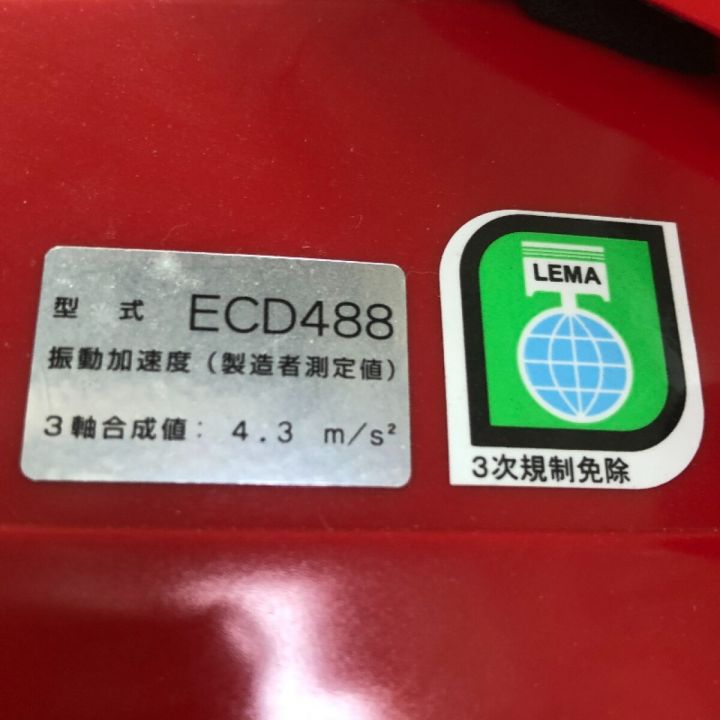 型式 ECD488
振動加速度（製造者測定値）
3軸合成値: 4.3 m/s²
LEMA
3次規制免除